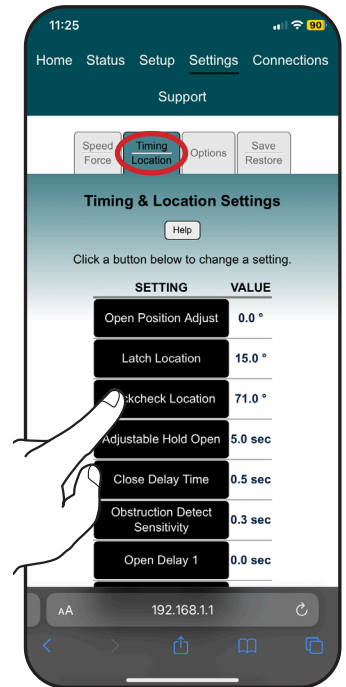 11:25
90
Home Status Setup Settings Connections
Support
Speed
Force
Timing
Location
Options
Save
Restore
Timing & Location Settings
Help
Click a button below to change a setting.
SETTING VALUE
Open Position Adjust 0.0 °
Latch Location 15.0 °
kcheck Location 71.0 °
Adjustable Hold Open 5.0 sec
Close Delay Time 0.5 sec
Obstruction Detect
Sensitivity
0.3 sec
Open Delay 1 0.0 sec
AA 192.168.1.1